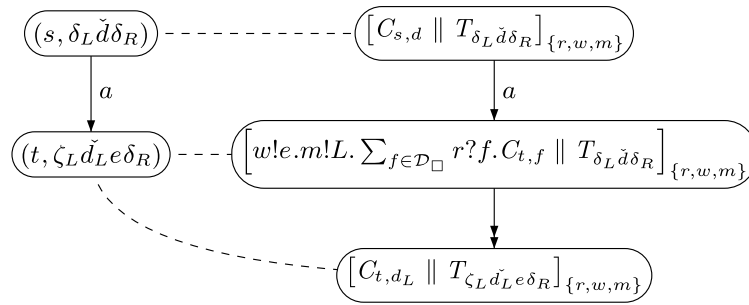 (s, δ_L ď δ_R) [C_{s,d} ∥ T_{δ_L ď δ_R}]_{{r,w,m}}
a a
(t, ζ_L ď_L e δ_R) [w!e.m!L. ∑_{f∈𝒟_□} r?f.C_{t,f} ∥ T_{δ_L ď δ_R}]_{{r,w,m}}
[C_{t,d_L} ∥ T_{ζ_L ď_L e δ_R}]_{{r,w,m}}